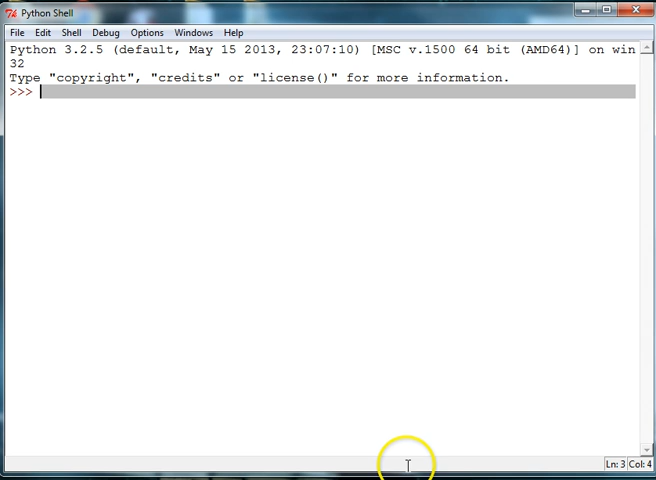 Python Shell
File Edit Shell Debug Options Windows Help
Python 3.2.5 (default, May 15 2013, 23:07:10) [MSC v.1500 64 bit (AMD64)] on win
32
Type "copyright", "credits" or "license()" for more information.
>>>
Ln: 3 Col: 4